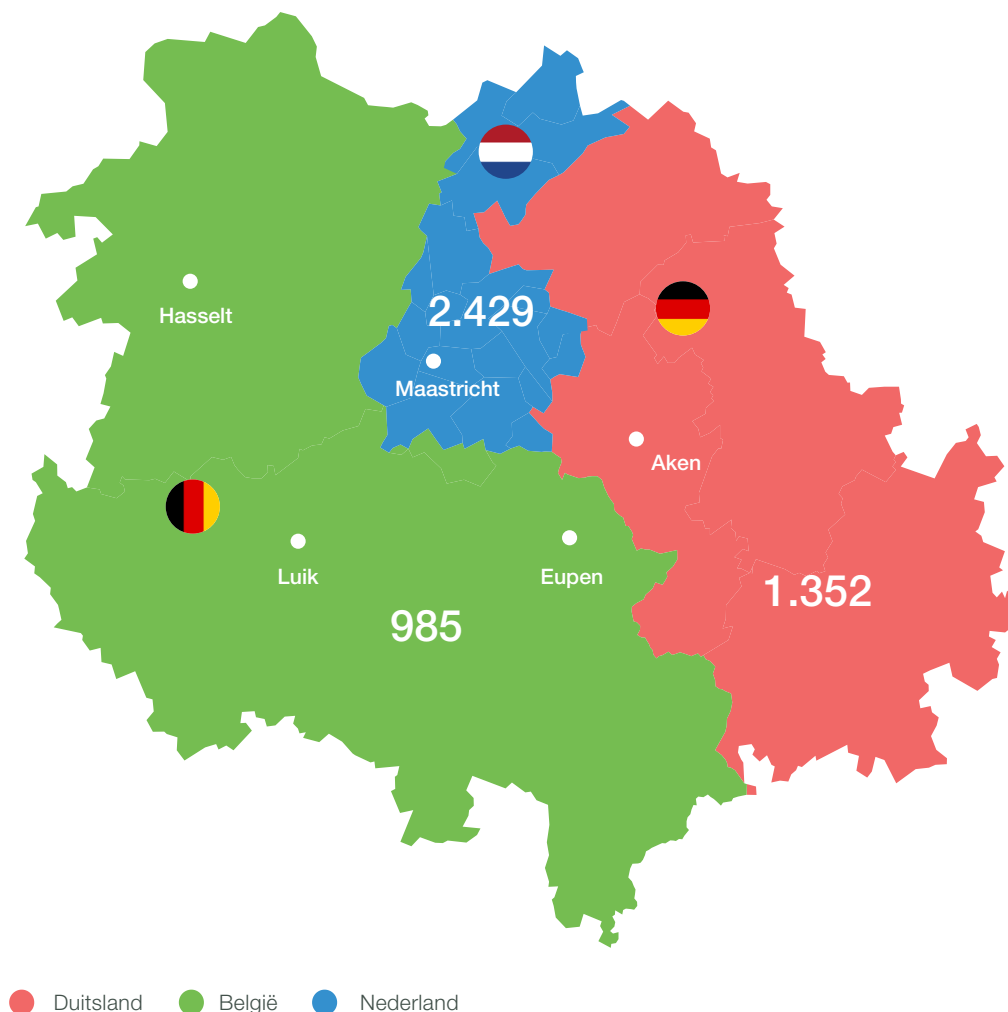 2.429
Hasselt
Maastricht
Aken
Luik
Eupen
1.352
985
Duitsland
België
Nederland